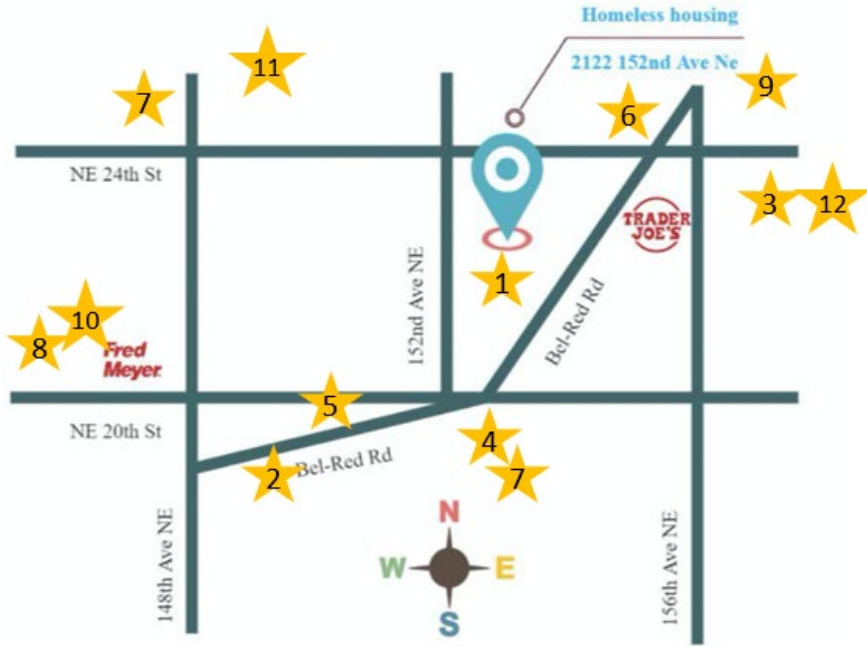 Homeless housing
2122 152nd Ave Ne
11
7
6
9
NE 24th St
3
12
TRADER
JOE'S
1
152nd Ave NE
Bel-Red Rd
10
8
Fred
Meyer
5
NE 20th St
4
2
Bel-Red Rd
7
148th Ave NE
156th Ave NE
N
W
E
S